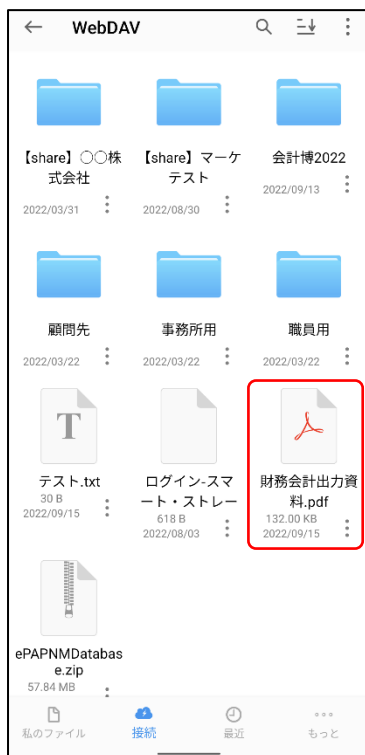 WebDAV
【share】〇〇株
式会社
2022/03/31
【share】マーケ
テスト
2022/08/30
会計博2022
2022/09/13
顧問先
2022/03/22
事務所用
2022/03/22
職員用
2022/03/22
T
テスト.txt
30 B
2022/09/15
ログイン-スマ
ート・ストレー
618 B
2022/08/03
財務会計出力資
料.pdf
132.00 KB
2022/09/15
ePAPNMDatabas
e.zip
57.84 MB
私のファイル
接続
最近
もっと